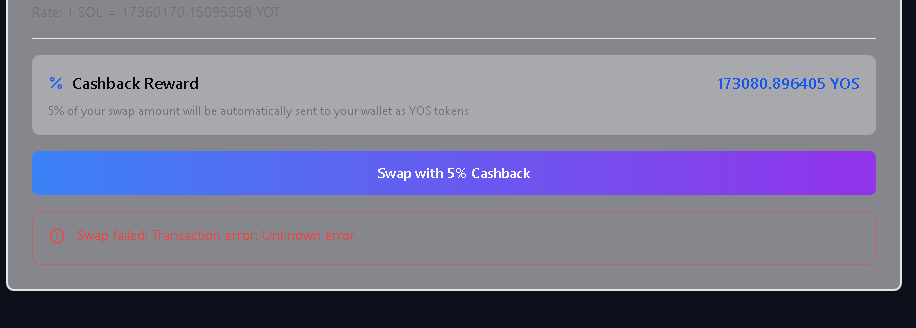 Rate: 1 SOL = 17360170.15095358 YOT
Cashback Reward
173080.896405 YOS
5% of your swap amount will be automatically sent to your wallet as YOS tokens
Swap with 5% Cashback
Swap failed: Transaction error: Unknown error